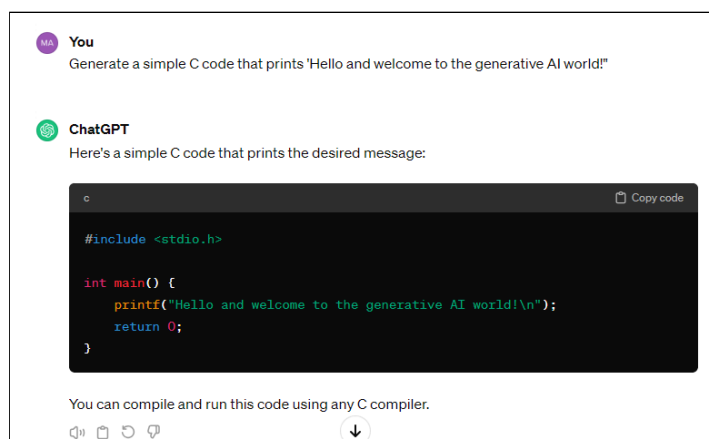 MA
You
Generate a simple C code that prints 'Hello and welcome to the generative AI world!"
ChatGPT
Here's a simple C code that prints the desired message:
c Copy code
#include <stdio.h>
int main() {
    printf("Hello and welcome to the generative AI world!\n");
    return 0;
}
You can compile and run this code using any C compiler.